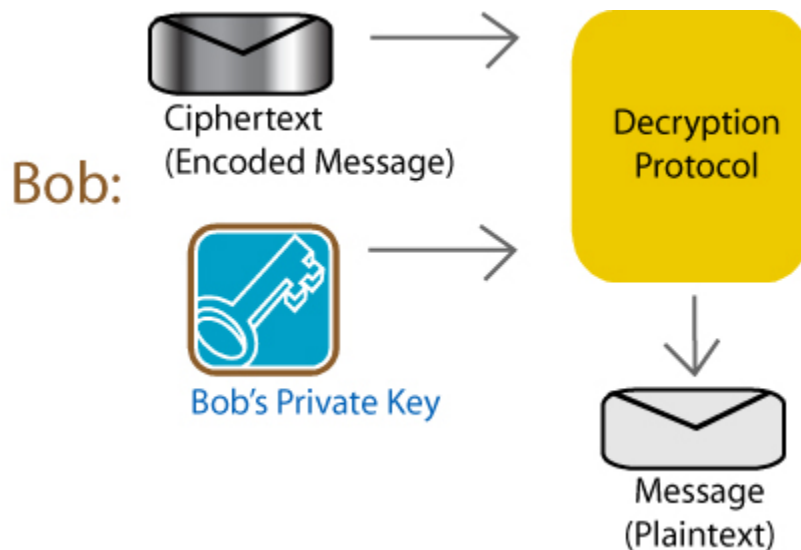 Ciphertext
(Encoded Message)
Decryption
Protocol
Bob:
Bob's Private Key
Message
(Plaintext)